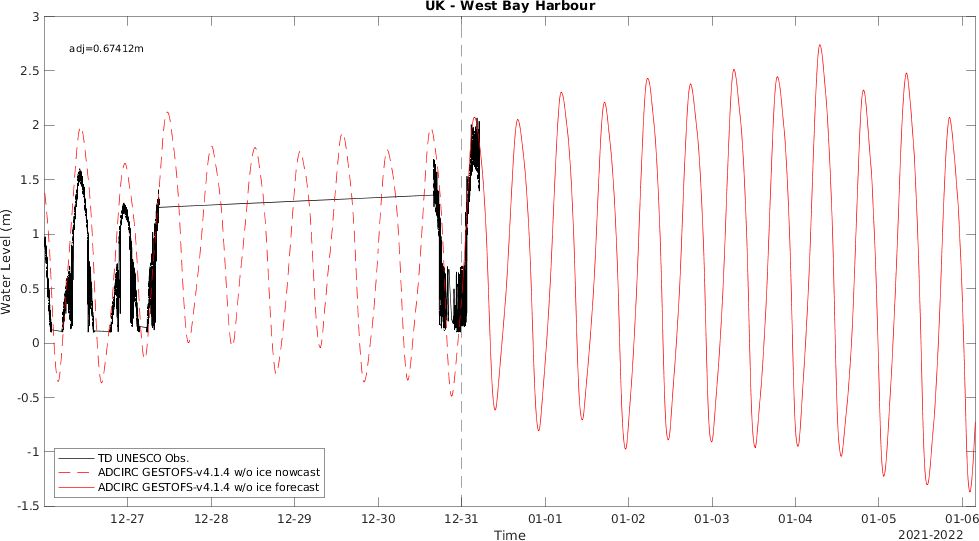 UK - West Bay Harbour
adj=0.67412m
3
2.5
2
1.5
1
0.5
0
-0.5
-1
-1.5
Water Level (m)
TD UNESCO Obs.
ADCIRC GESTOFS-v4.1.4 w/o ice nowcast
ADCIRC GESTOFS-v4.1.4 w/o ice forecast
12-27 12-28 12-29 12-30 12-31 01-01 01-02 01-03 01-04 01-05 01-06
Time
2021-2022